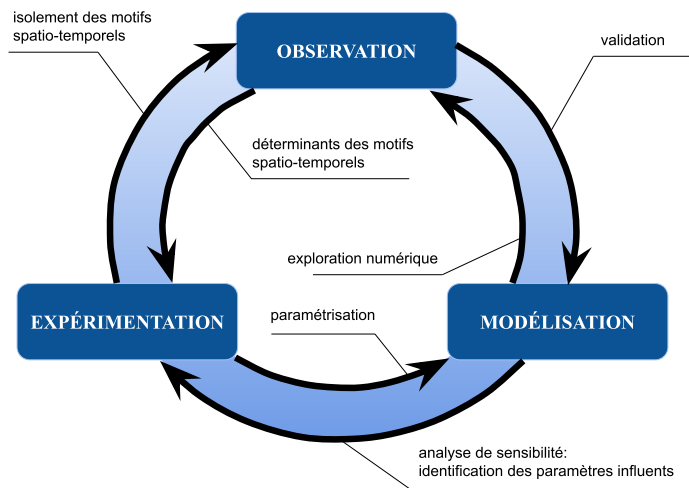 isolement des motifs
spatio-temporels
OBSERVATION
validation
déterminants des motifs
spatio-temporels
exploration numérique
EXPÉRIMENTATION
paramétrisation
MODÉLISATION
analyse de sensibilité:
identification des paramètres influents